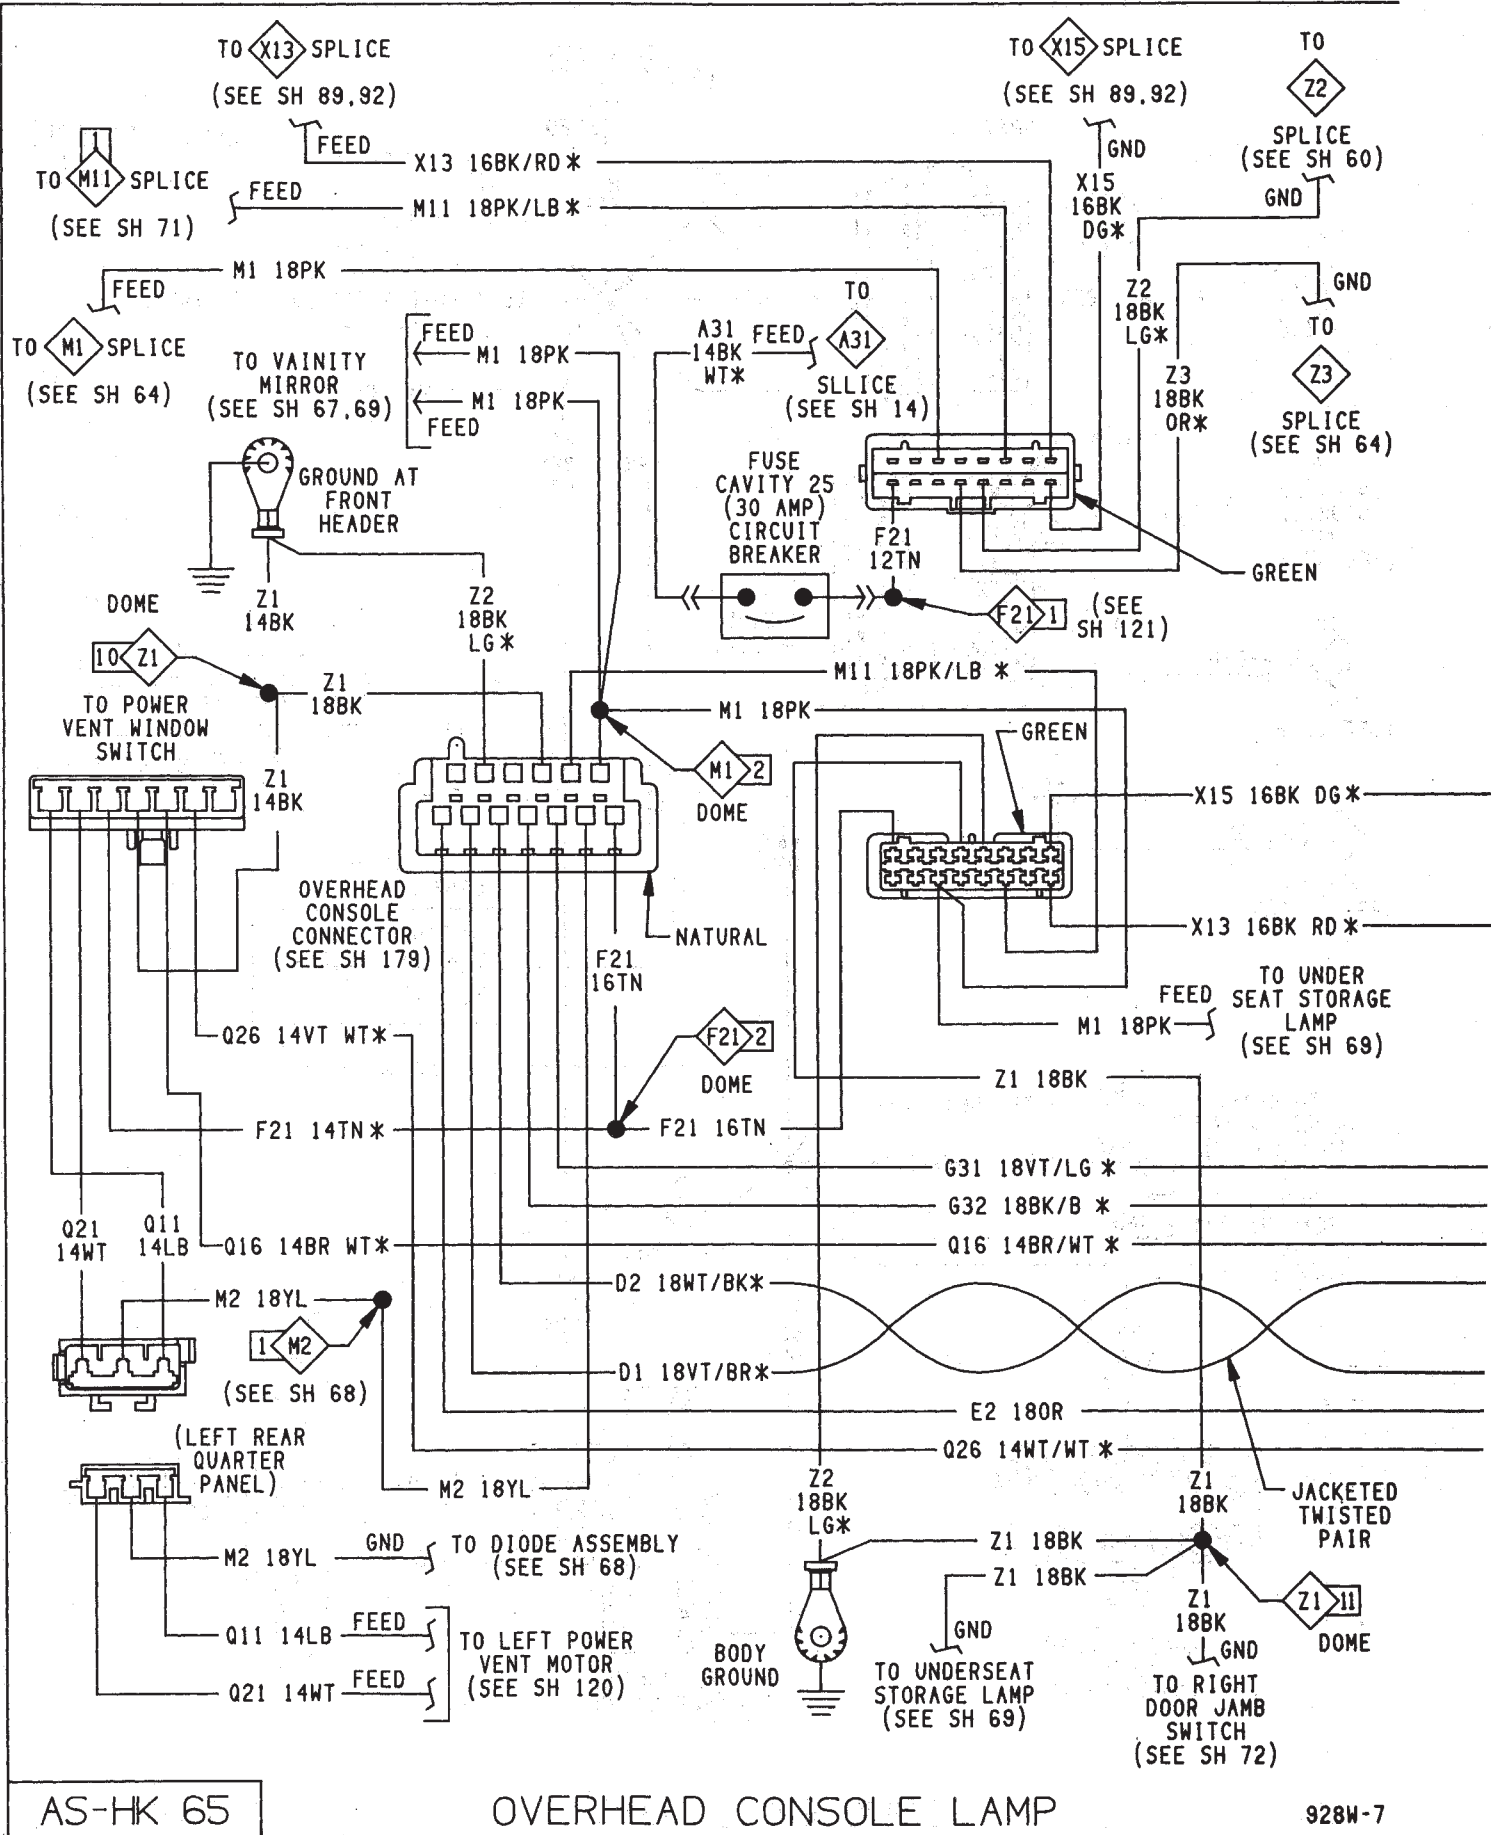 TO X13 SPLICE
(SEE SH 89,92)
FEED
X13 16BK/RD *
TO X15 SPLICE
(SEE SH 89,92)
GND
X15
16BK
DG*
TO
Z2
SPLICE
(SEE SH 60)
GND
1
TO M11 SPLICE
(SEE SH 71)
FEED
M11 18PK/LB *
M1 18PK
FEED
TO M1 SPLICE
(SEE SH 64)
Z2
18BK
LG*
GND
TO
Z3
SPLICE
(SEE SH 64)
Z3
18BK
OR*
TO VAINITY
MIRROR
(SEE SH 67,69)
FEED
M1 18PK
M1 18PK
FEED
A31
14BK
WT*
FEED
TO
A31
SLLICE
(SEE SH 14)
GROUND AT
FRONT
HEADER
FUSE
CAVITY 25
(30 AMP)
CIRCUIT
BREAKER
F21
12TN
GREEN
F21 1
(SEE
SH 121)
Z1
14BK
Z2
18BK
LG*
DOME
10 Z1
Z1
18BK
M11 18PK/LB *
M1 18PK
GREEN
M1 2
DOME
TO POWER
VENT WINDOW
SWITCH
Z1
14BK
X15 16BK DG*
OVERHEAD
CONSOLE
CONNECTOR
(SEE SH 179)
NATURAL
F21
16TN
X13 16BK RD*
TO UNDER
SEAT STORAGE
LAMP
(SEE SH 69)
FEED
M1 18PK
Q26 14VT WT*
F21 2
DOME
Z1 18BK
F21 14TN *
F21 16TN
G31 18VT/LG *
G32 18BK/B *
Q21
14WT
Q11
14LB
Q16 14BR WT*
Q16 14BR/WT *
D2 18WT/BK*
M2 18YL
1 M2
(SEE SH 68)
D1 18VT/BR*
E2 18OR
Q26 14WT/WT *
(LEFT REAR
QUARTER
PANEL)
M2 18YL
Z2
18BK
LG*
Z1
18BK
JACKETED
TWISTED
PAIR
M2 18YL
GND
TO DIODE ASSEMBLY
(SEE SH 68)
Z1 18BK
Z1 18BK
Z1
18BK
Z1 11
DOME
Q11 14LB
FEED
Q21 14WT
FEED
TO LEFT POWER
VENT MOTOR
(SEE SH 120)
BODY
GROUND
GND
TO UNDERSEAT
STORAGE LAMP
(SEE SH 69)
GND
TO RIGHT
DOOR JAMB
SWITCH
(SEE SH 72)
AS-HK 65
OVERHEAD CONSOLE LAMP
928W-7